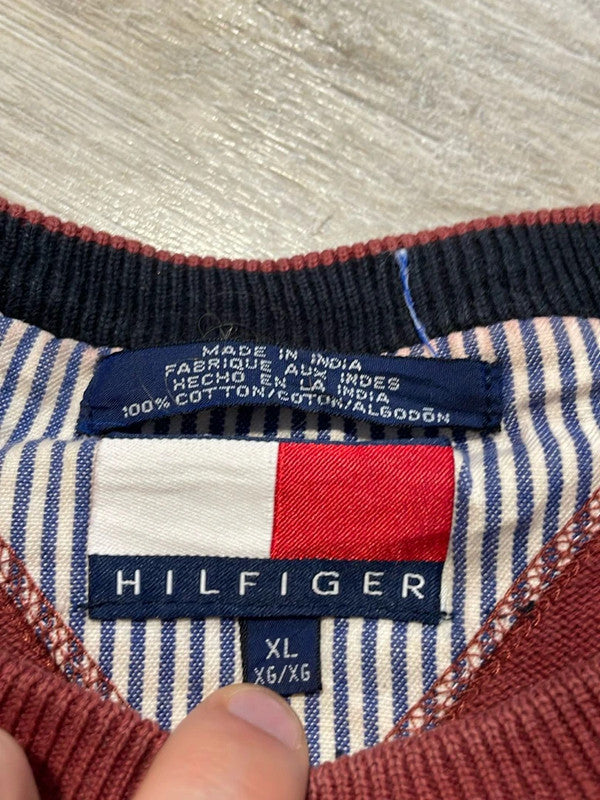 MADE IN INDIA
FABRIQUE AUX INDES
HECHO EN LA INDIA
100% COTTON/COTON/ALGODÓN
HILFIGER
XL
XG/XG